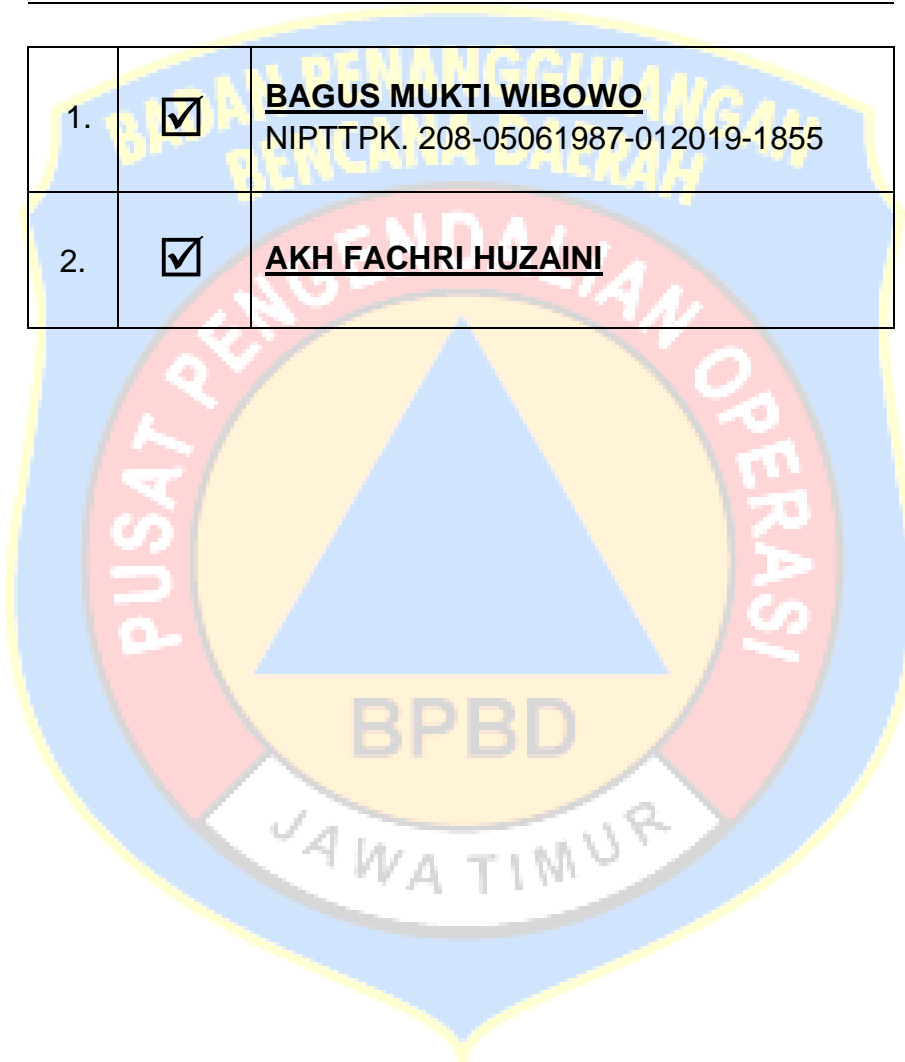 1. ☑ BAGUS MUKTI WIBOWO
NIPTTPK. 208-05061987-012019-1855
2. ☑ AKH FACHRI HUZAINI
BADAN PENANGGULANGAN
BENCANA DAERAH
PUSAT PENGENDALIAN OPERASI
BPBD
JAWA TIMUR